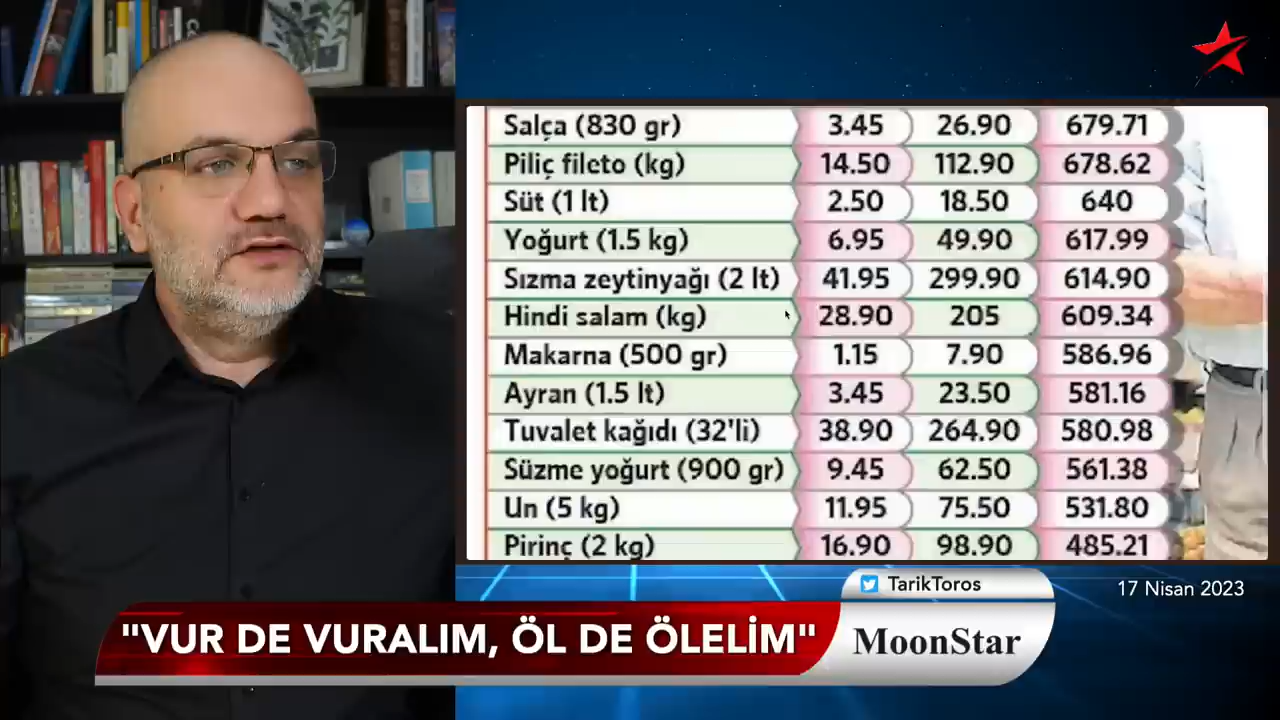 Salça (830 gr) 3.45 26.90 679.71
Piliç fileto (kg) 14.50 112.90 678.62
Süt (1 lt) 2.50 18.50 640
Yoğurt (1.5 kg) 6.95 49.90 617.99
Sızma zeytinyağı (2 lt) 41.95 299.90 614.90
Hindi salam (kg) 28.90 205 609.34
Makarna (500 gr) 1.15 7.90 586.96
Ayran (1.5 lt) 3.45 23.50 581.16
Tuvalet kağıdı (32'li) 38.90 264.90 580.98
Süzme yoğurt (900 gr) 9.45 62.50 561.38
Un (5 kg) 11.95 75.50 531.80
Pirinç (2 kg) 16.90 98.90 485.21
TarikToros
17 Nisan 2023
"VUR DE VURALIM, ÖL DE ÖLELİM"
MoonStar